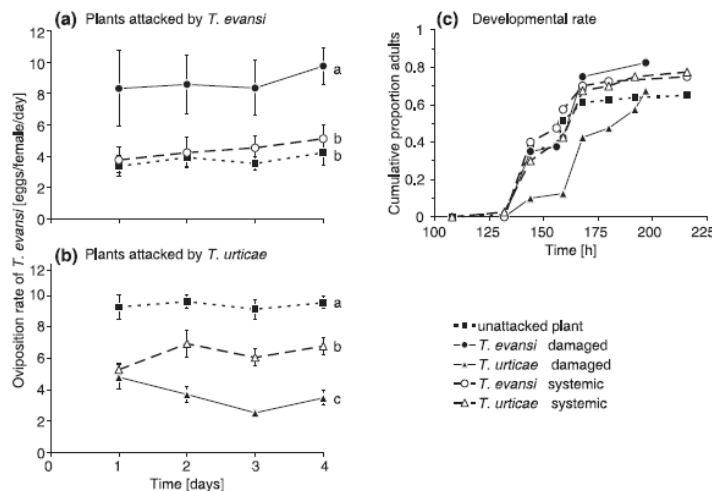 (a) Plants attacked by T. evansi
12
10
8
6
4
2
0
a
b
b
(b) Plants attacked by T. urticae
12
10
8
6
4
2
0
a
b
c
1
2
3
4
Time [days]
Oviposition rate of T. evansi [eggs/female/day]
(c) Developmental rate
1
0.8
0.6
0.4
0.2
0
100
125
150
175
200
225
Time [h]
Cumulative proportion adults
unattacked plant
T. evansi damaged
T. urticae damaged
T. evansi systemic
T. urticae systemic